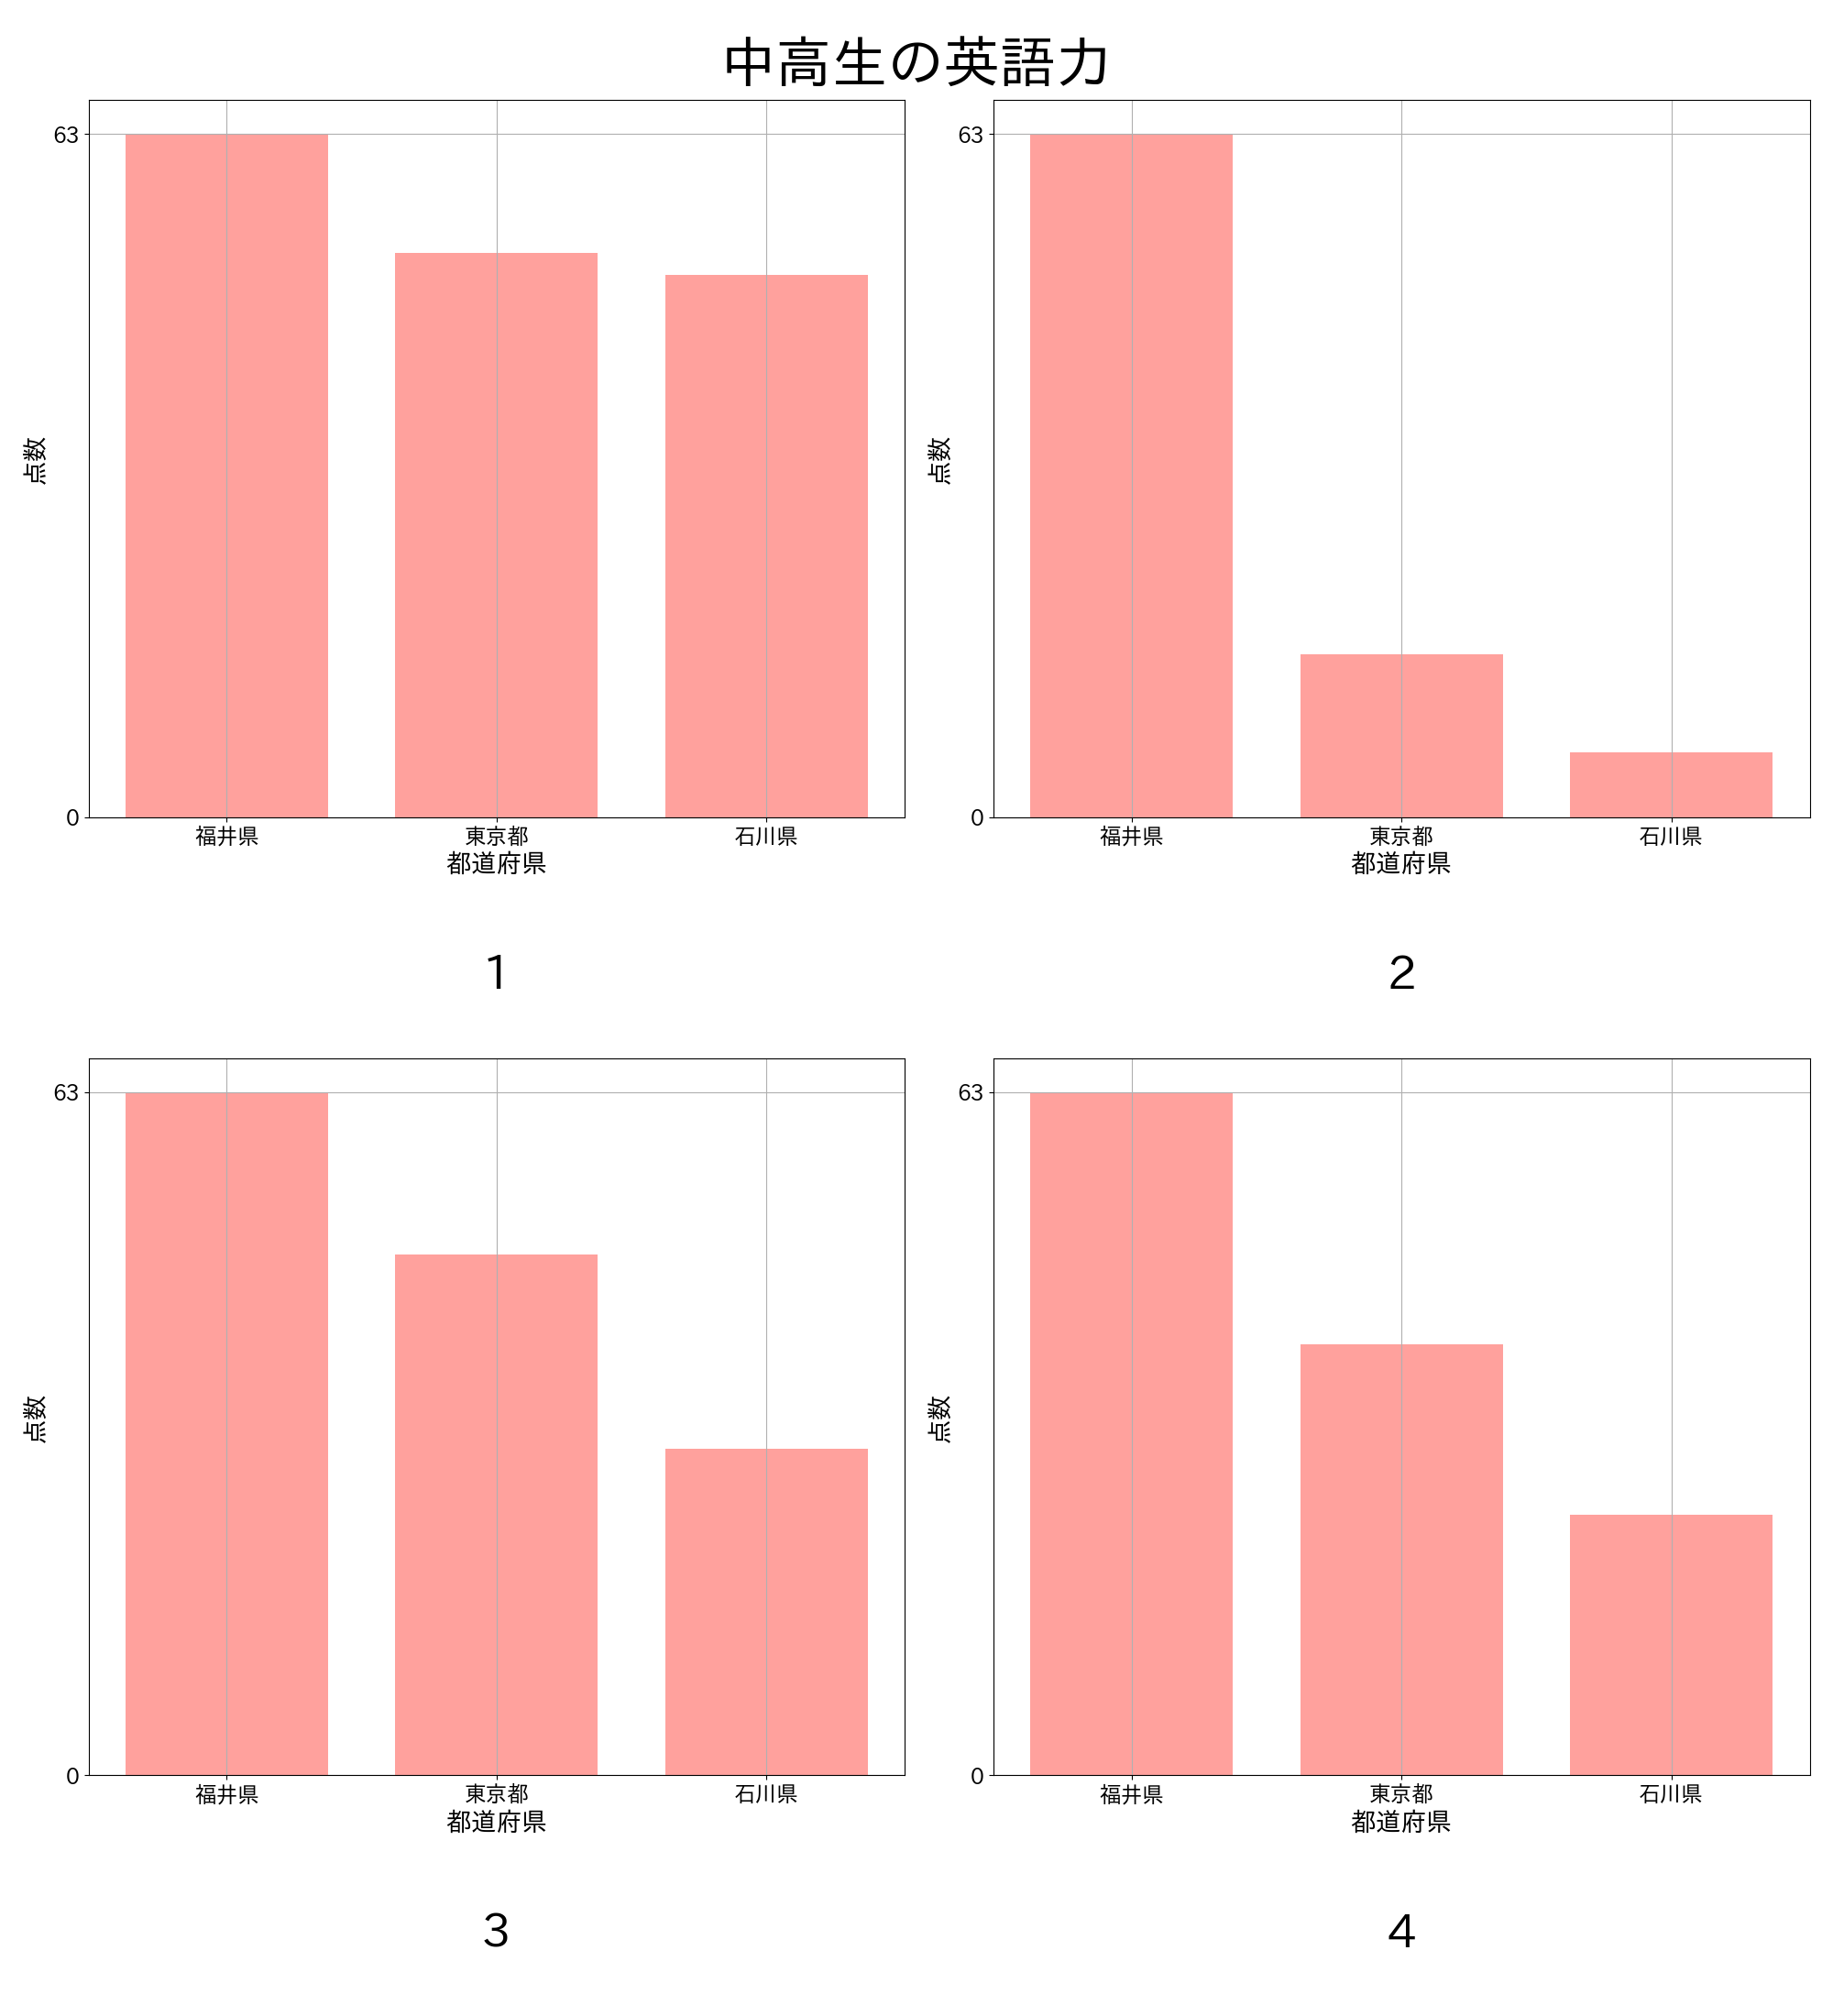 中高生の英語力
63
0
点数
福井県 東京都 石川県
都道府県
1
63
0
点数
福井県 東京都 石川県
都道府県
2
63
0
点数
福井県 東京都 石川県
都道府県
3
63
0
点数
福井県 東京都 石川県
都道府県
4